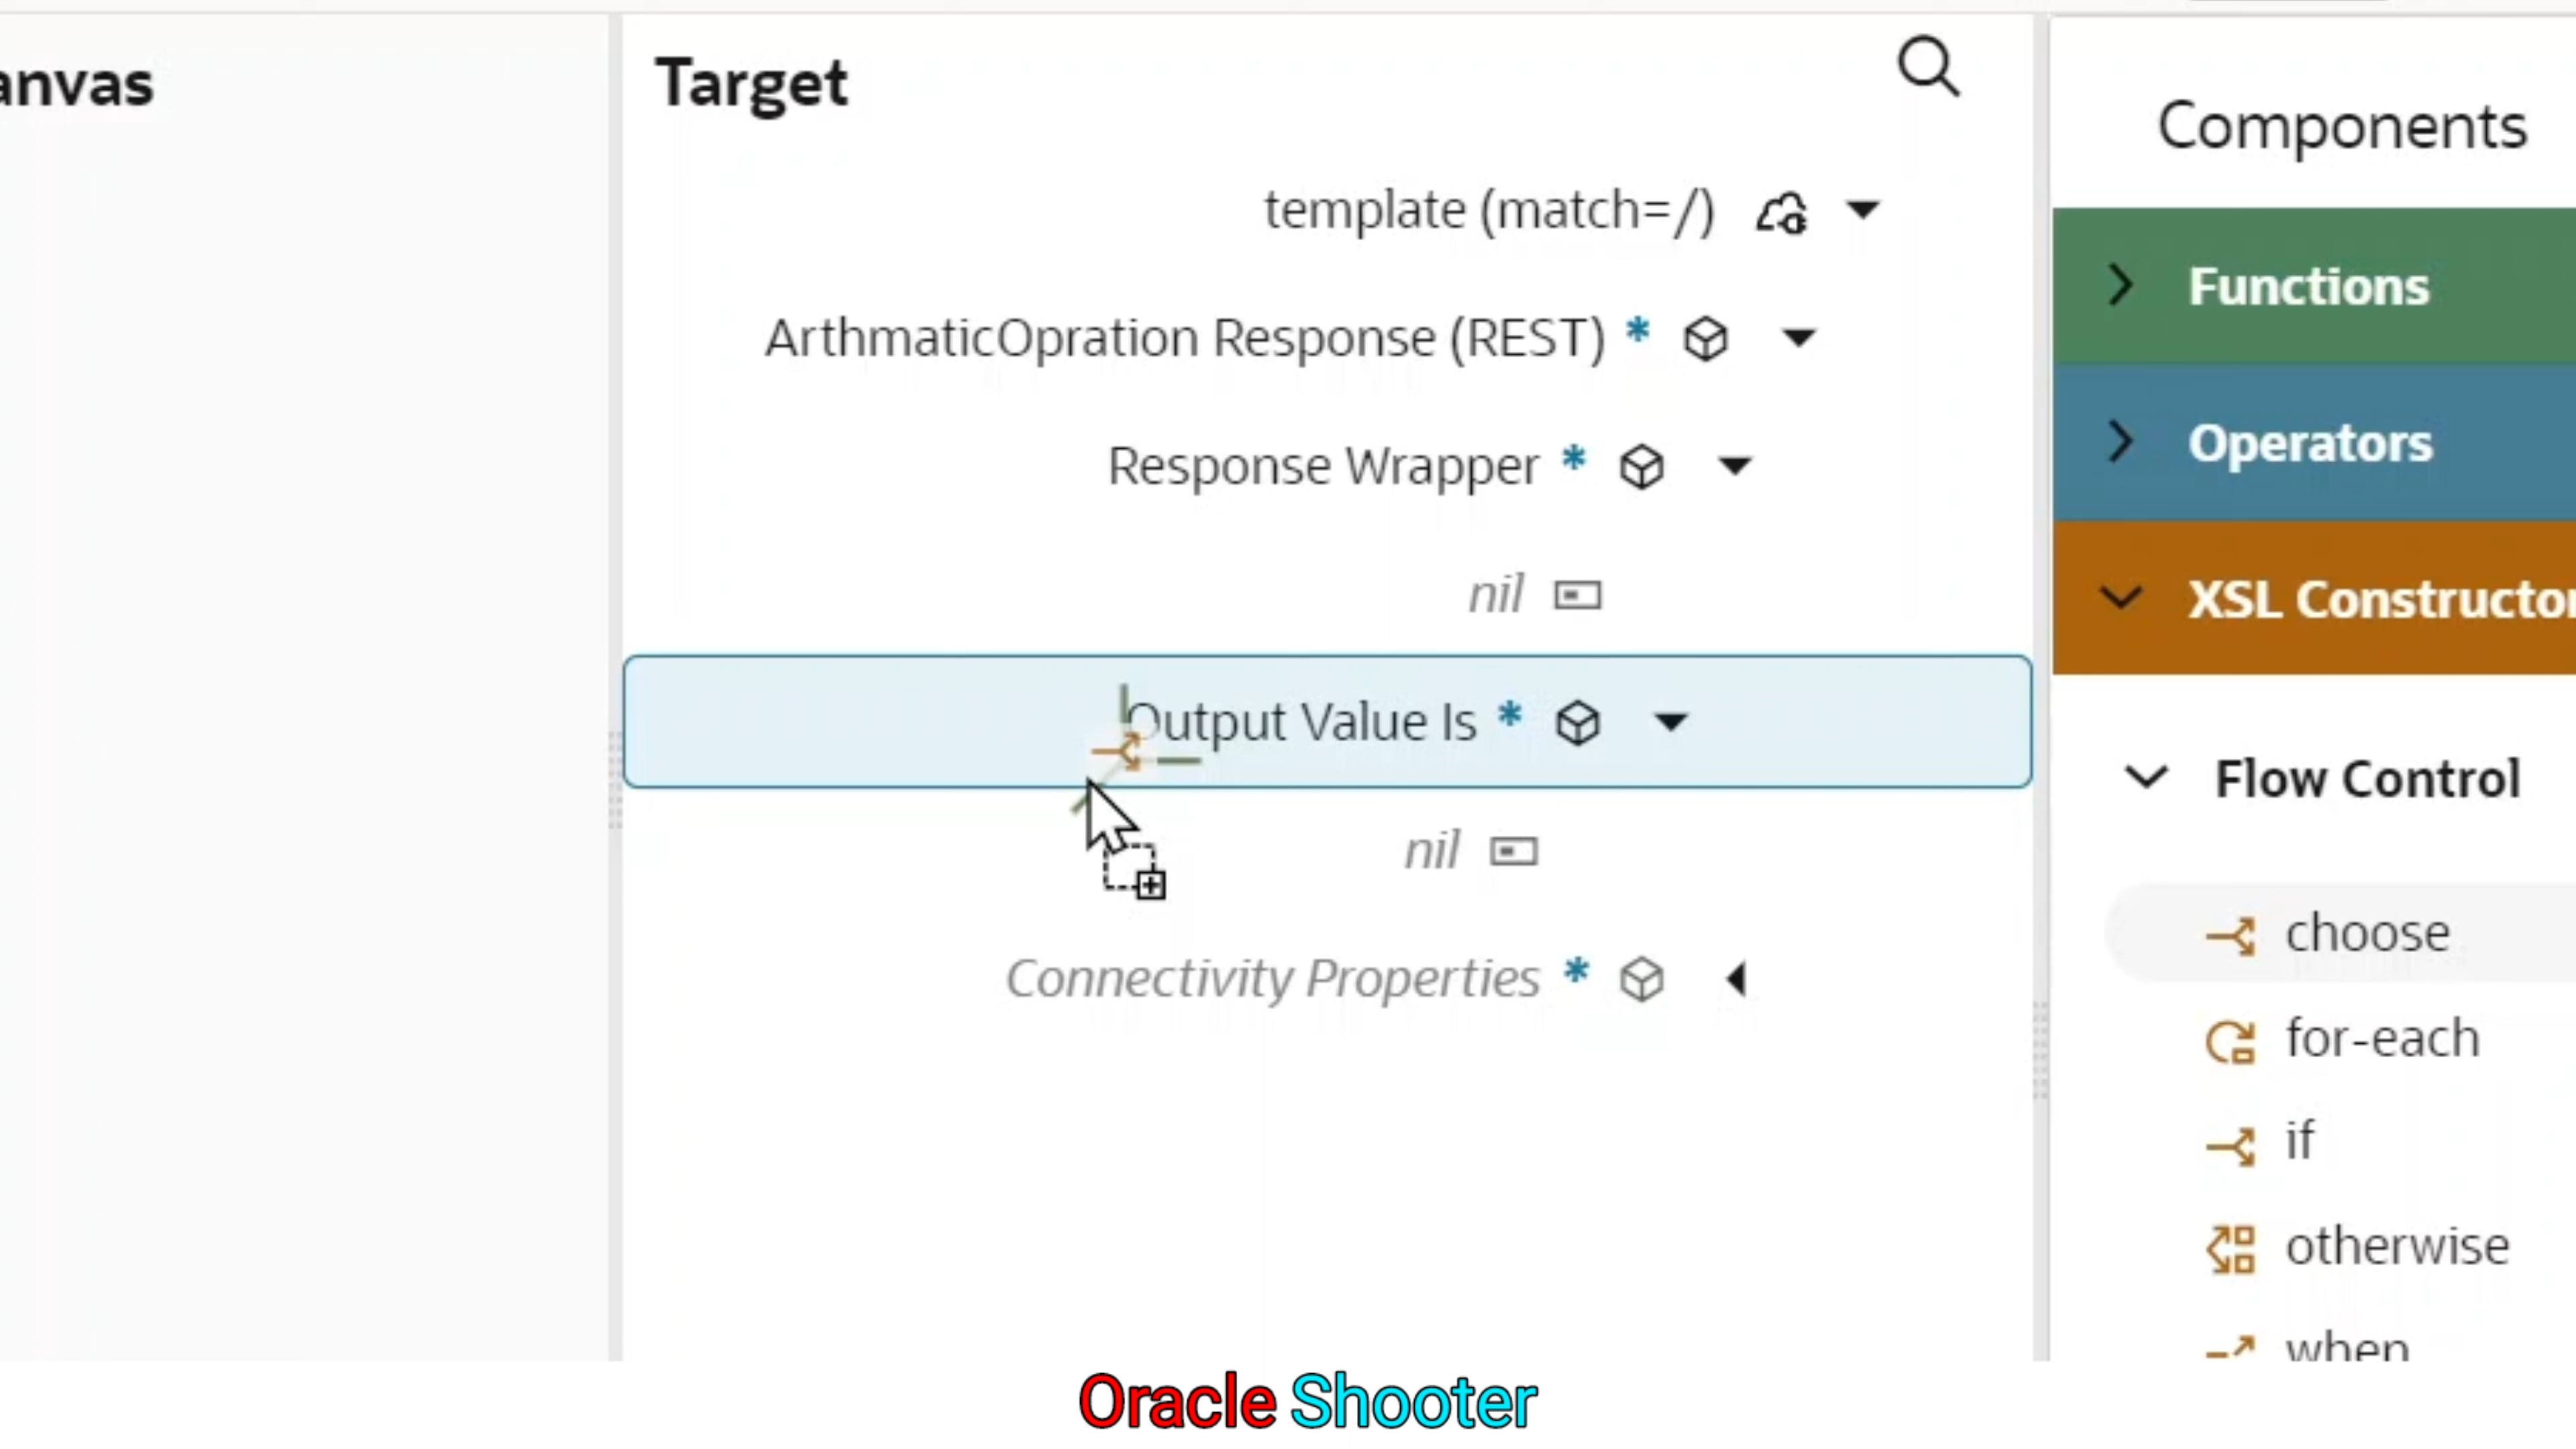 anvas
Target
Components
template (match=/)
Functions
ArthmaticOpration Response (REST) *
Operators
Response Wrapper *
XSL Constructor
nil
Output Value Is *
Flow Control
nil
choose
Connectivity Properties *
for-each
if
otherwise
when
Oracle Shooter